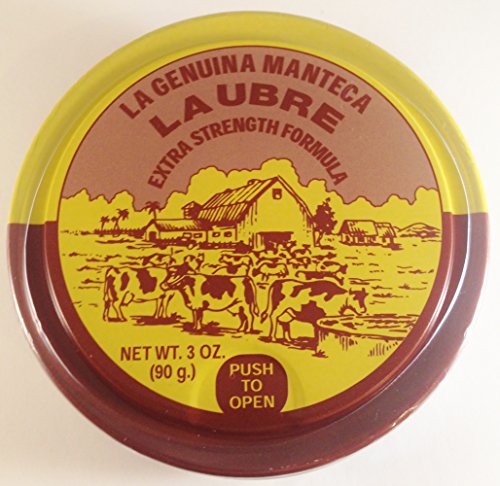 LA GENUINA MANTECA
LA UBRE
EXTRA STRENGTH FORMULA
NET WT. 3 OZ.
(90 g.)
PUSH
TO
OPEN